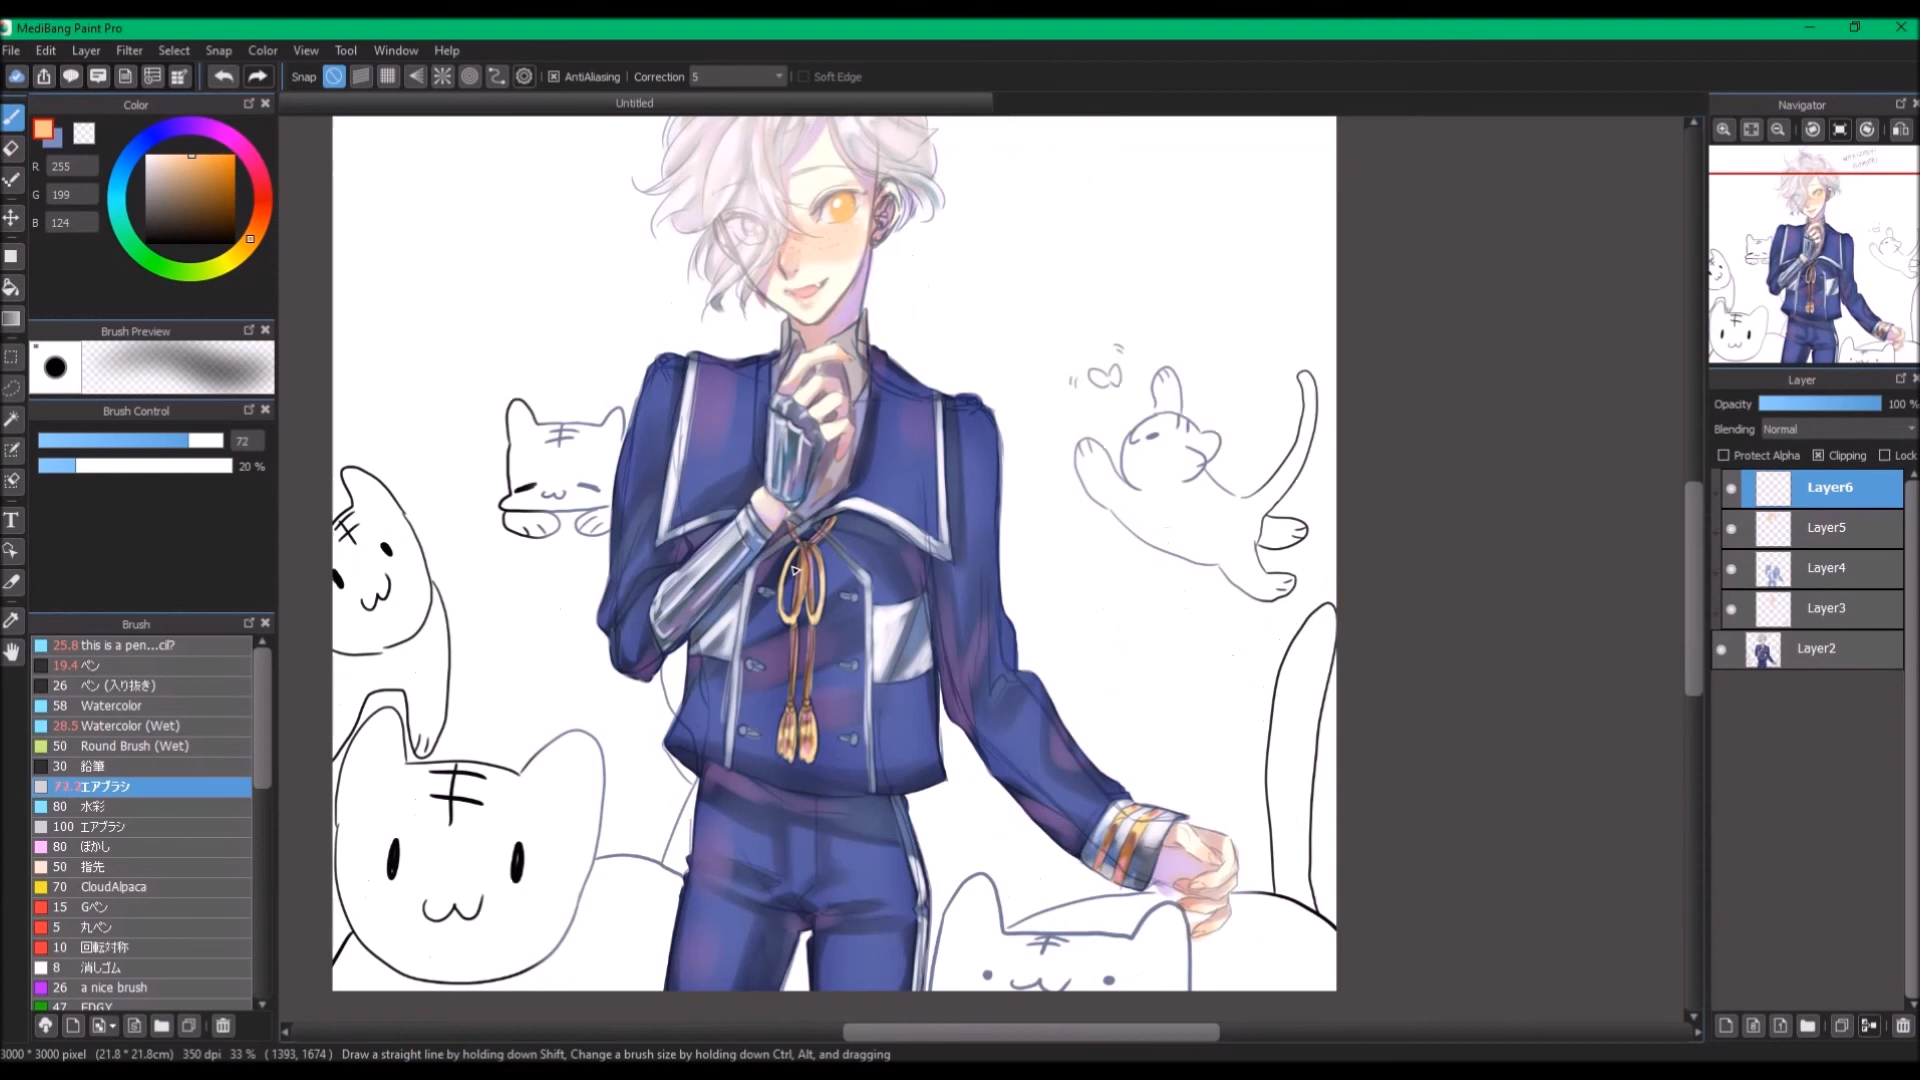 MediBang Paint Pro
File Edit Layer Filter Select Snap Color View Tool Window Help
Snap AntiAliasing Correction 5 Soft Edge
Color
Untitled
Navigator
R 255
G 199
B 124
Brush Preview
Brush Control
72
20 %
Brush
25.8 this is a pen...cil?
19.4 ペン
26 ペン (入り抜き)
58 Watercolor
28.5 Watercolor (Wet)
50 Round Brush (Wet)
30 鉛筆
エアブラシ
80 水彩
100 エアブラシ
80 ぼかし
50 指先
70 CloudAlpaca
15 Gペン
5 丸ペン
10 回転対称
8 消しゴム
26 a nice brush
47 EDGY
Layer
Opacity 100 %
Blending Normal
Protect Alpha Clipping Lock
Layer6
Layer5
Layer4
Layer3
Layer2
3000 * 3000 pixel (21.8 * 21.8cm) 350 dpi 33 % ( 1393, 1674 ) Draw a straight line by holding down Shift, Change a brush size by holding down Ctrl, Alt, and dragging